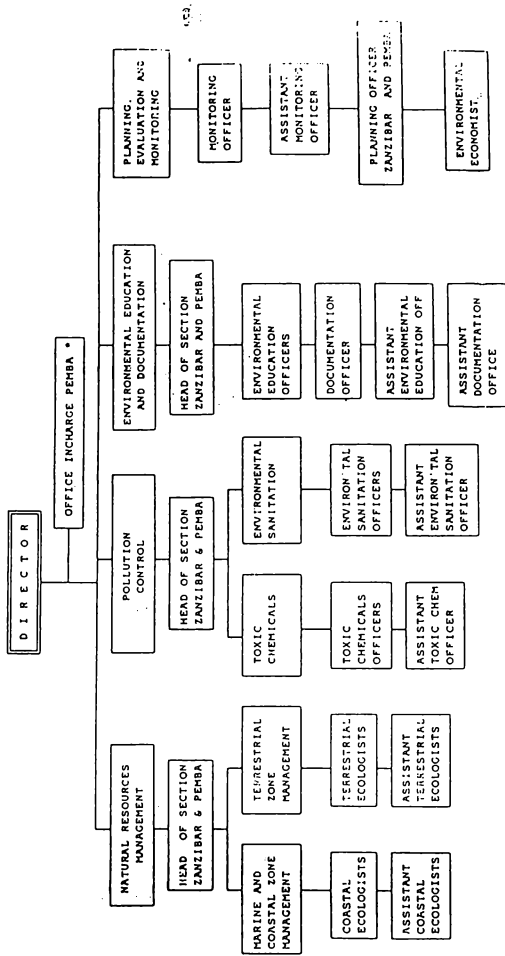 D I R E C T O R
OFFICE INCHARGE PEMBA *
NATURAL RESOURCES
MANAGEMENT
HEAD OF SECTION
ZANZIBAR & PEMBA
MARINE AND
COASTAL ZONE
MANAGEMENT
COASTAL
ECOLOGISTS
ASSISTANT
COASTAL
ECOLOGISTS
TERRESTRIAL
ZONE
MANAGEMENT
TERRESTRIAL
ECOLOGISTS
ASSISTANT
TERRESTRIAL
ECOLOGISTS
POLLUTION
CONTROL
HEAD OF SECTION
ZANZIBAR & PEMBA
TOXIC
CHEMICALS
TOXIC
CHEMICALS
OFFICERS
ASSISTANT
TOXIC CHEM
OFFICER
ENVIRONMENTAL
SANITATION
ENVIRON'TAL
SANITATION
OFFICERS
ASSISTANT
ENVIRON'TAL
SANITATION
OFFICER
ENVIRONMENTAL EDUCATION
AND DOCUMENTATION
HEAD OF SECTION
ZANZIBAR AND PEMBA
ENVIRONMENTAL
EDUCATION
OFFICERS
DOCUMENTATION
OFFICER
ASSISTANT
ENVIRONMENTAL
EDUCATION OFF
ASSISTANT
DOCUMENTATION
OFFICE
PLANNING,
EVALUATION AND
MONITORING
MONITORING
OFFICER
ASSISTANT
MONITORING
OFFICER
PLANNING OFFICER
ZANZIBAR AND PEMBA
ENVIRONMENTAL
ECONOMIST